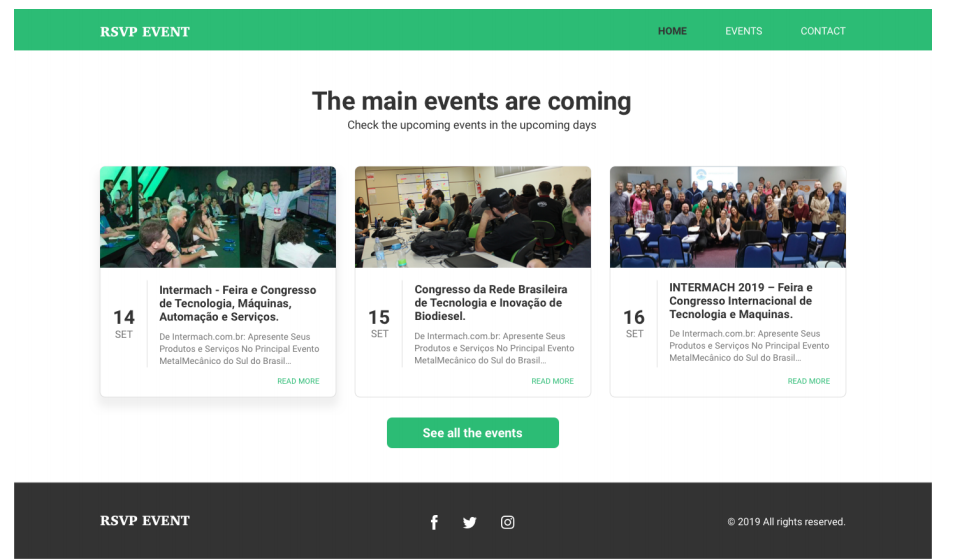 RSVP EVENT
HOME
EVENTS
CONTACT
The main events are coming
Check the upcoming events in the upcoming days
14
SET
Intermach - Feira e Congresso
de Tecnologia, Máquinas,
Automação e Serviços.
De Intermach.com.br: Apresente Seus
Produtos e Serviços No Principal Evento
MetalMecânico do Sul do Brasil...
READ MORE
15
SET
Congresso da Rede Brasileira
de Tecnologia e Inovação de
Biodiesel.
De Intermach.com.br: Apresente Seus
Produtos e Serviços No Principal Evento
MetalMecânico do Sul do Brasil...
READ MORE
16
SET
INTERMACH 2019 – Feira e
Congresso Internacional de
Tecnologia e Maquinas.
De Intermach.com.br: Apresente Seus
Produtos e Serviços No Principal Evento
MetalMecânico do Sul do Brasil...
READ MORE
See all the events
RSVP EVENT
© 2019 All rights reserved.